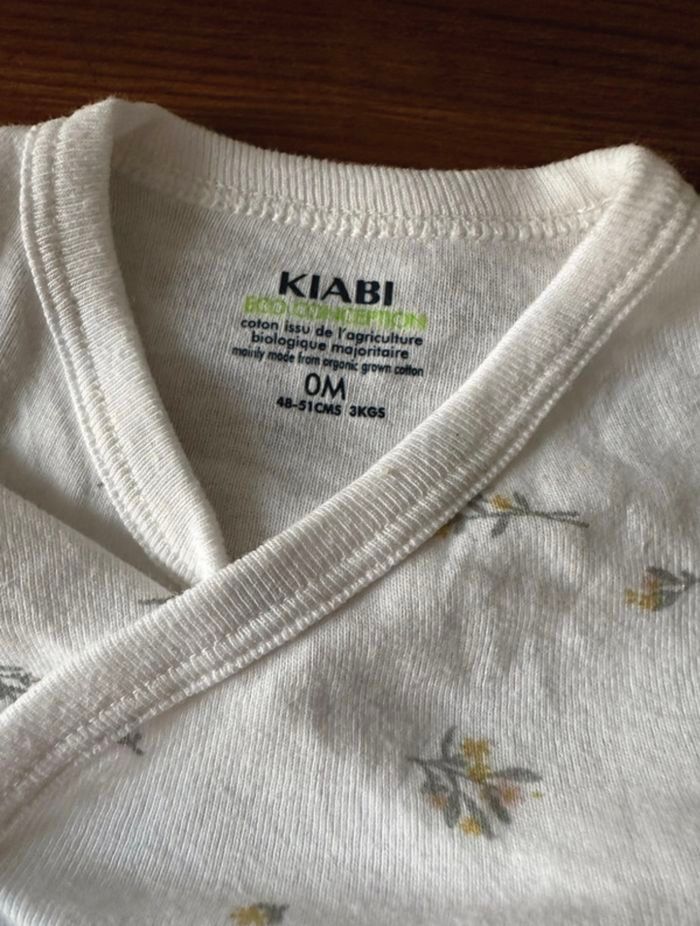 KIABI
ECO CONCEPTION
coton issu de l'agriculture
biologique majoritaire
mainly made from organic grown cotton
0M
48-51CMS 3KGS